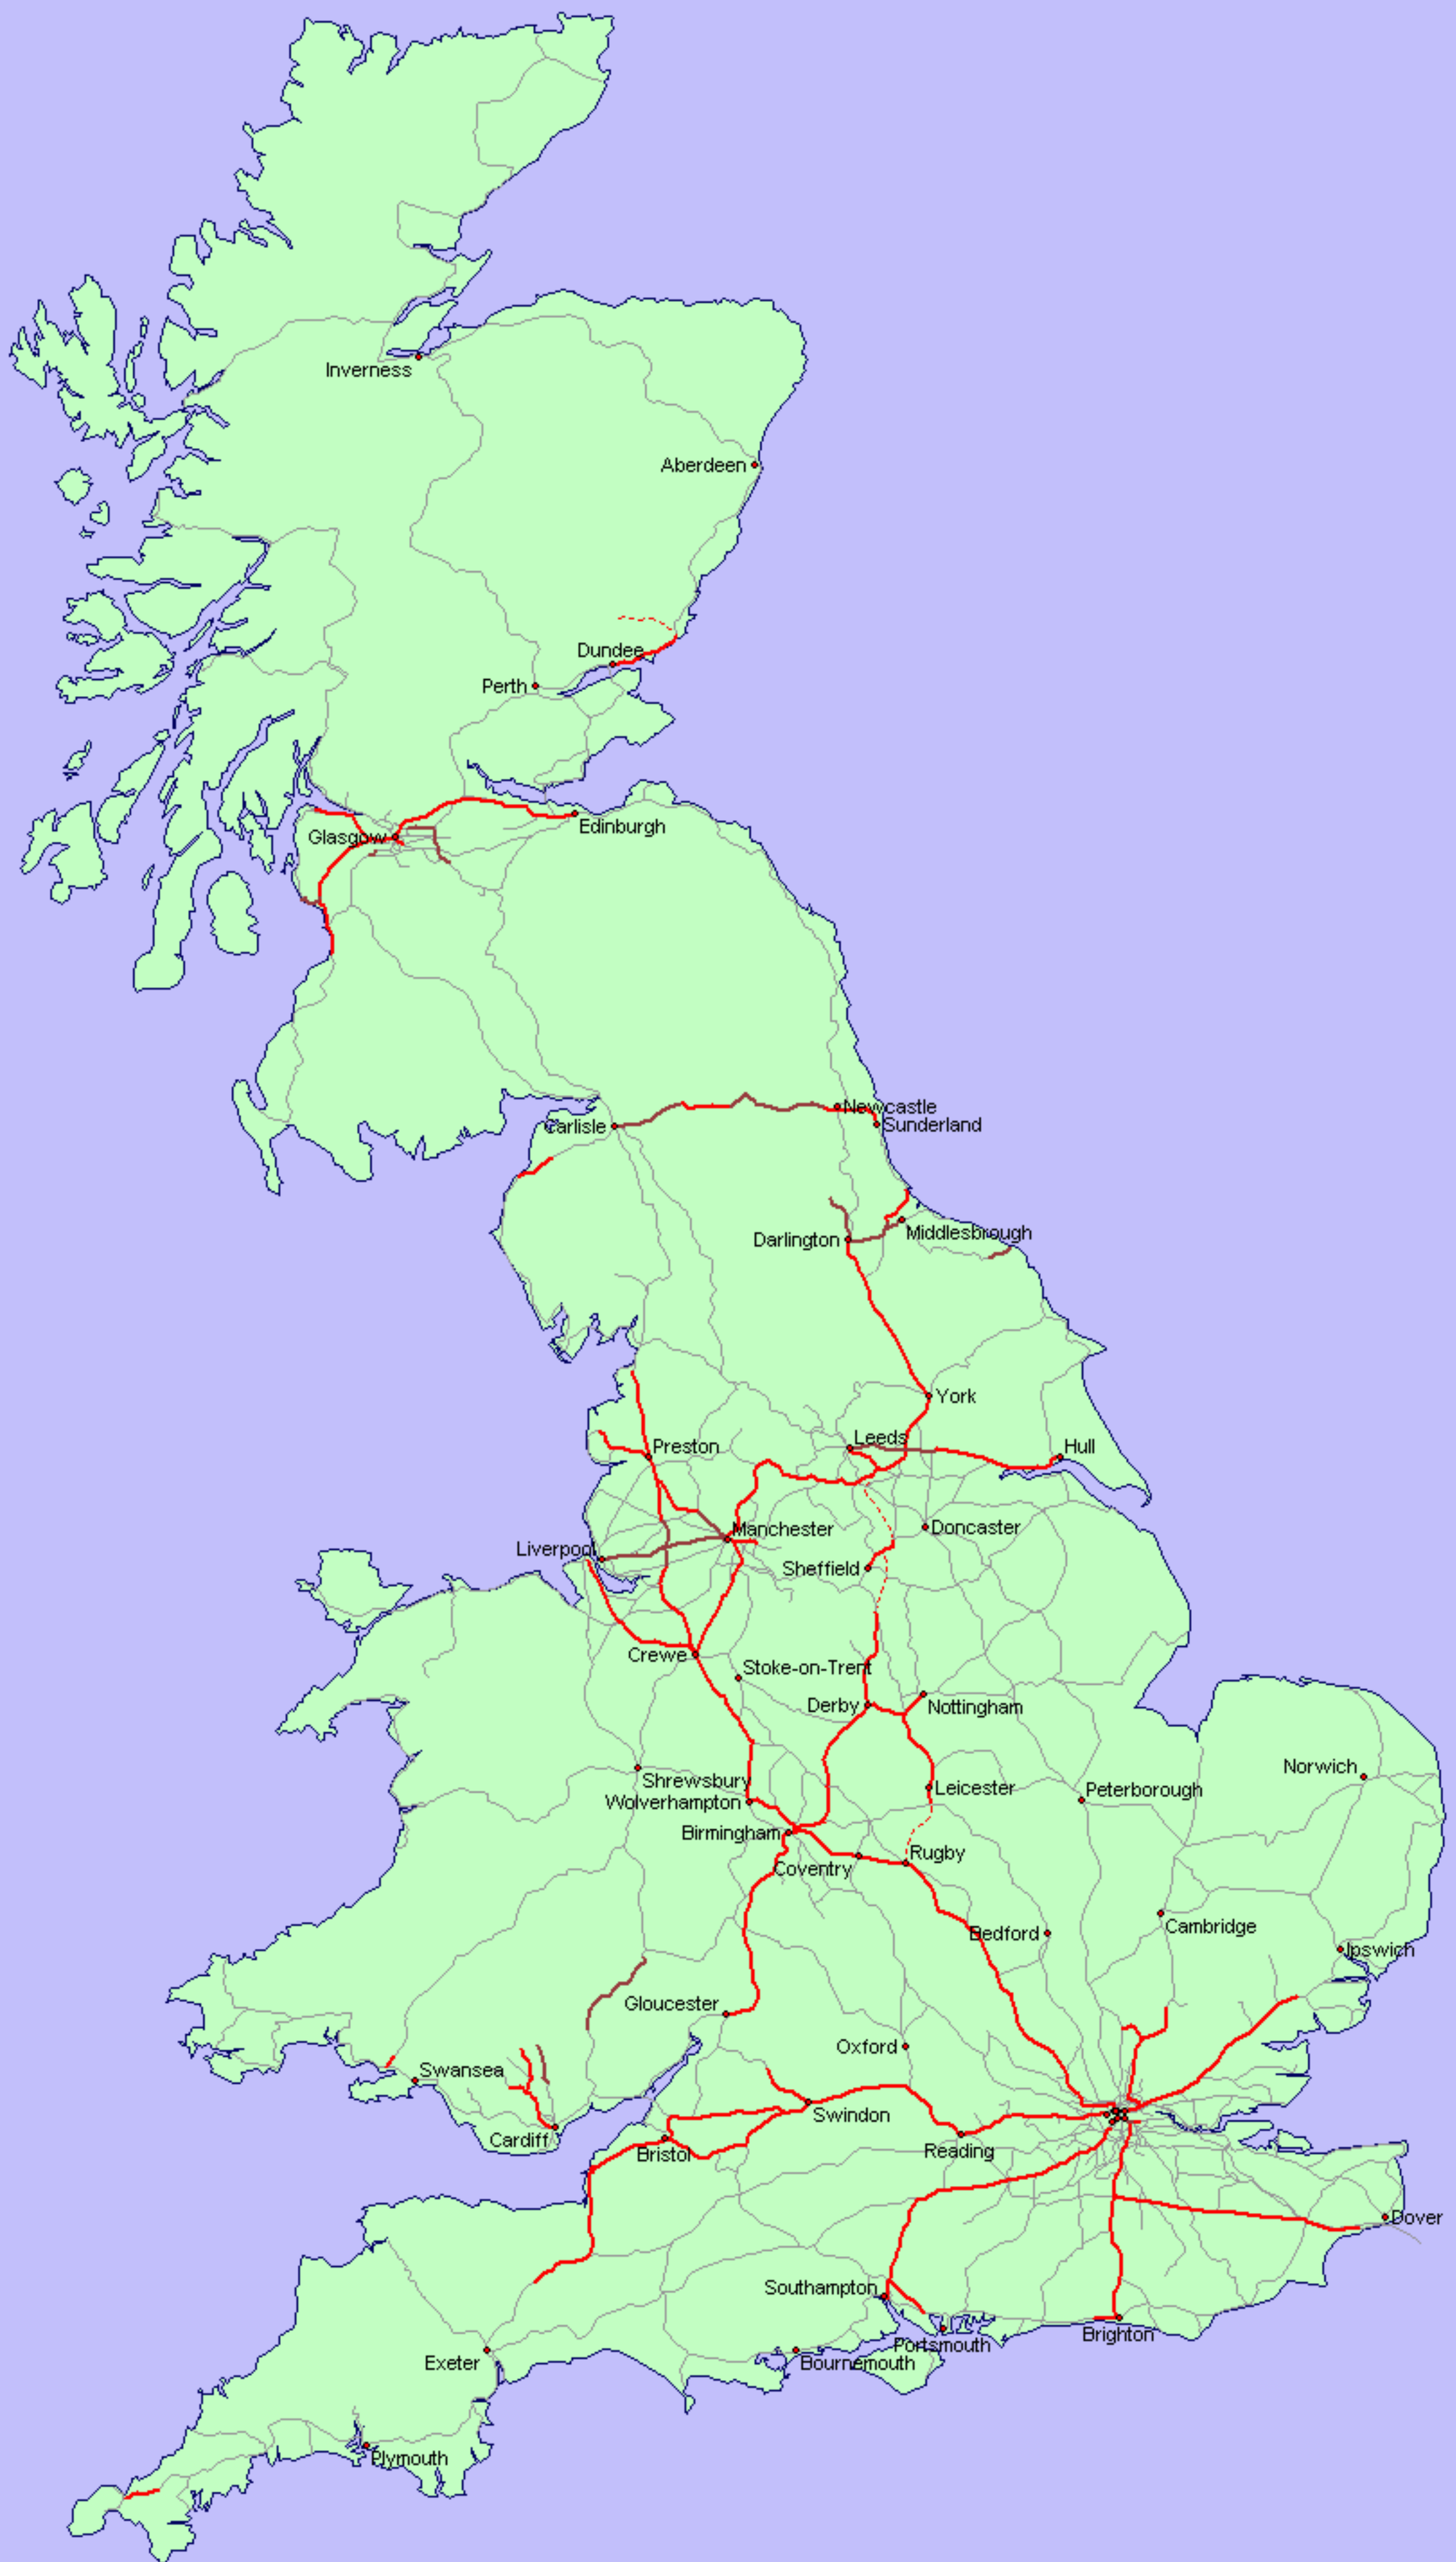 Inverness
Aberdeen
Dundee
Perth
Edinburgh
Glasgow
Newcastle
Sunderland
Carlisle
Middlesbrough
Darlington
York
Leeds
Hull
Preston
Doncaster
Manchester
Liverpool
Sheffield
Crewe
Stoke-on-Trent
Derby
Nottingham
Norwich
Shrewsbury
Leicester
Peterborough
Wolverhampton
Birmingham
Rugby
Coventry
Cambridge
Bedford
Ipswich
Gloucester
Oxford
Swansea
Swindon
Cardiff
Bristol
Reading
Dover
Southampton
Brighton
Portsmouth
Exeter
Bournemouth
Plymouth